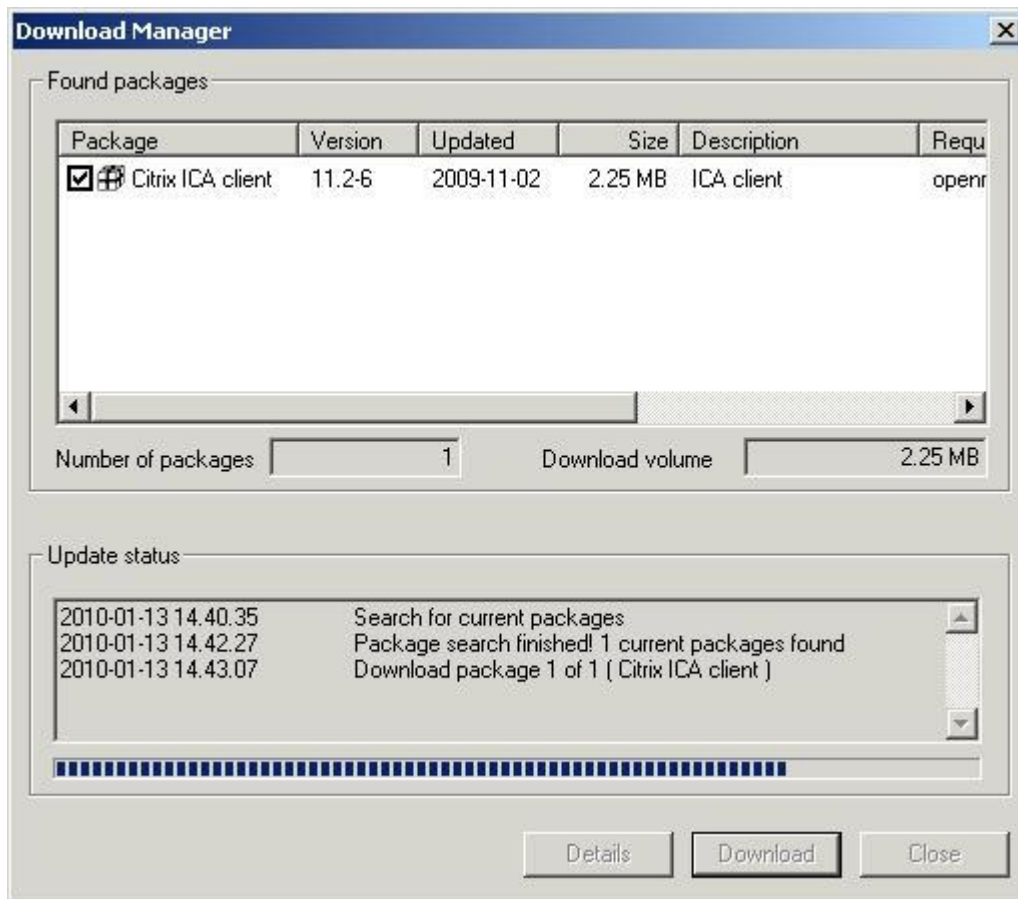 Download Manager
Found packages
Package Version Updated Size Description Requ
Citrix ICA client 11.2-6 2009-11-02 2.25 MB ICA client openr
Number of packages 1 Download volume 2.25 MB
Update status
2010-01-13 14.40.35 Search for current packages
2010-01-13 14.42.27 Package search finished! 1 current packages found
2010-01-13 14.43.07 Download package 1 of 1 ( Citrix ICA client )
Details Download Close